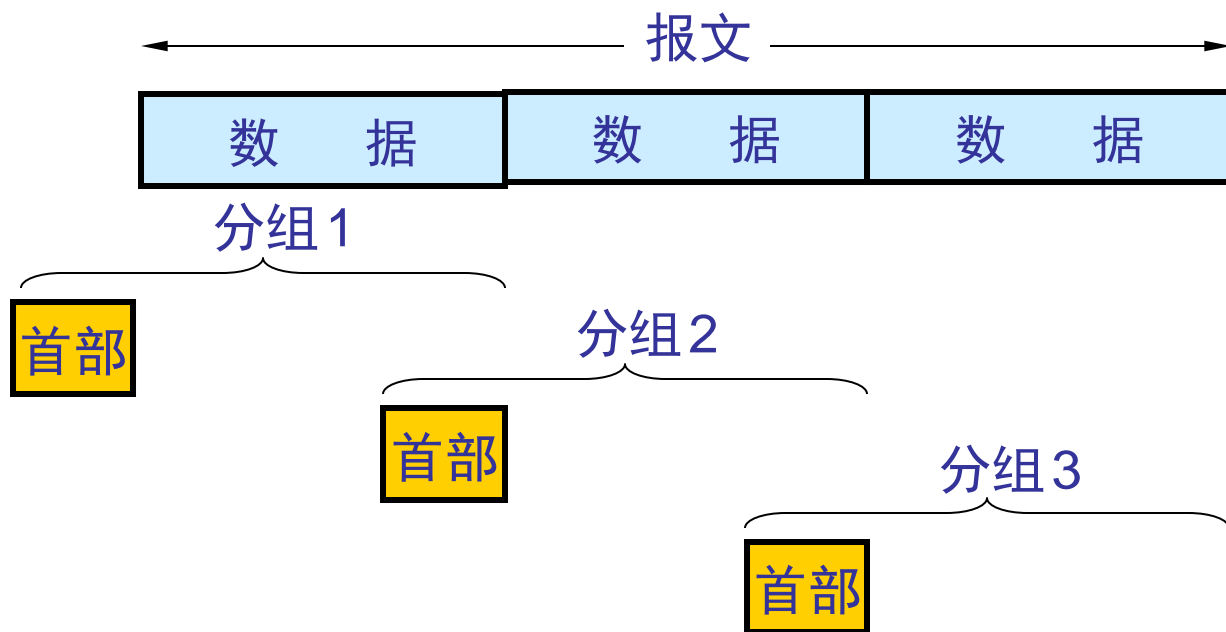 报文
数 据 数 据 数 据
分组1
首部
分组2
首部
分组3
首部